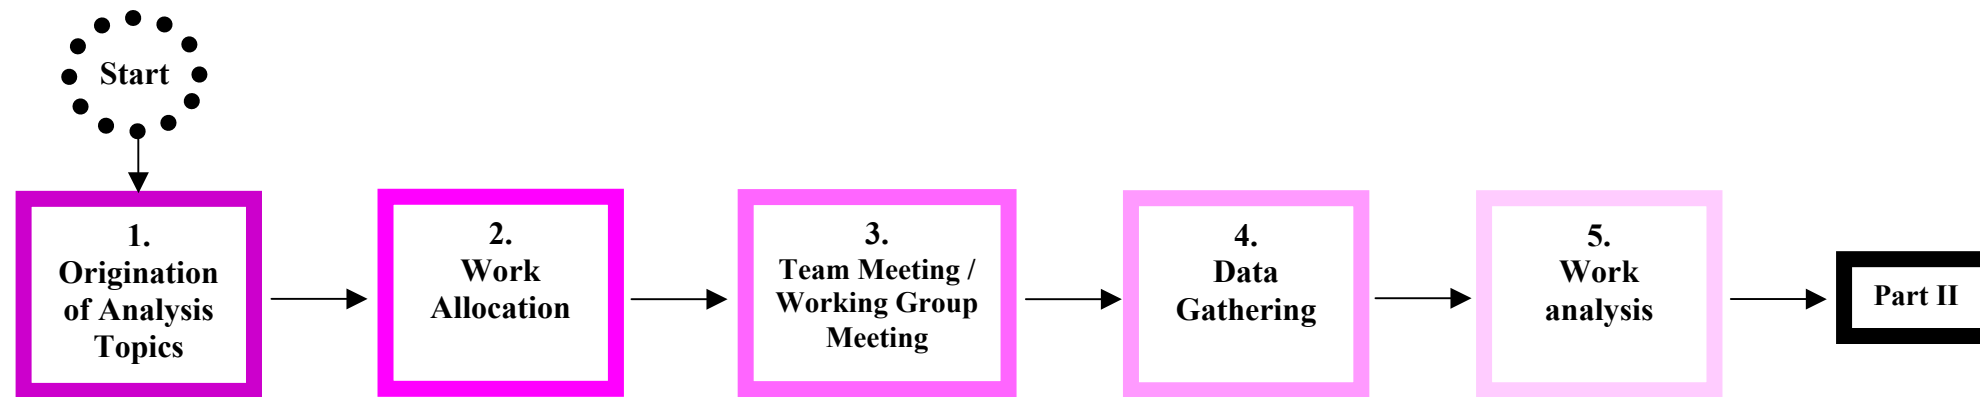 Start
1.
Origination
of Analysis
Topics
2.
Work
Allocation
3.
Team Meeting /
Working Group
Meeting
4.
Data
Gathering
5.
Work
analysis
Part II